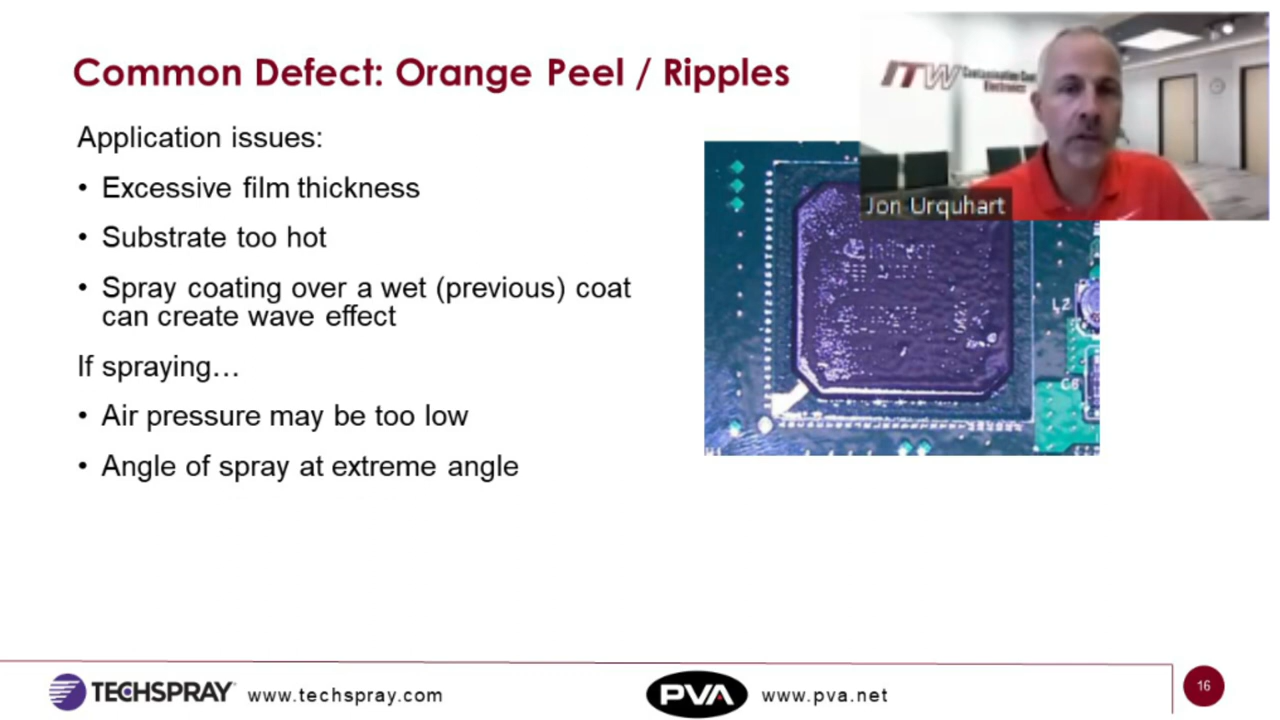 Common Defect: Orange Peel / Ripples
ITW Contamination
Electronics
Jon Urquhart
Application issues:
• Excessive film thickness
• Substrate too hot
• Spray coating over a wet (previous) coat
can create wave effect
If spraying...
• Air pressure may be too low
• Angle of spray at extreme angle
L2
C6
TECHSPRAY www.techspray.com
PVA www.pva.net
16